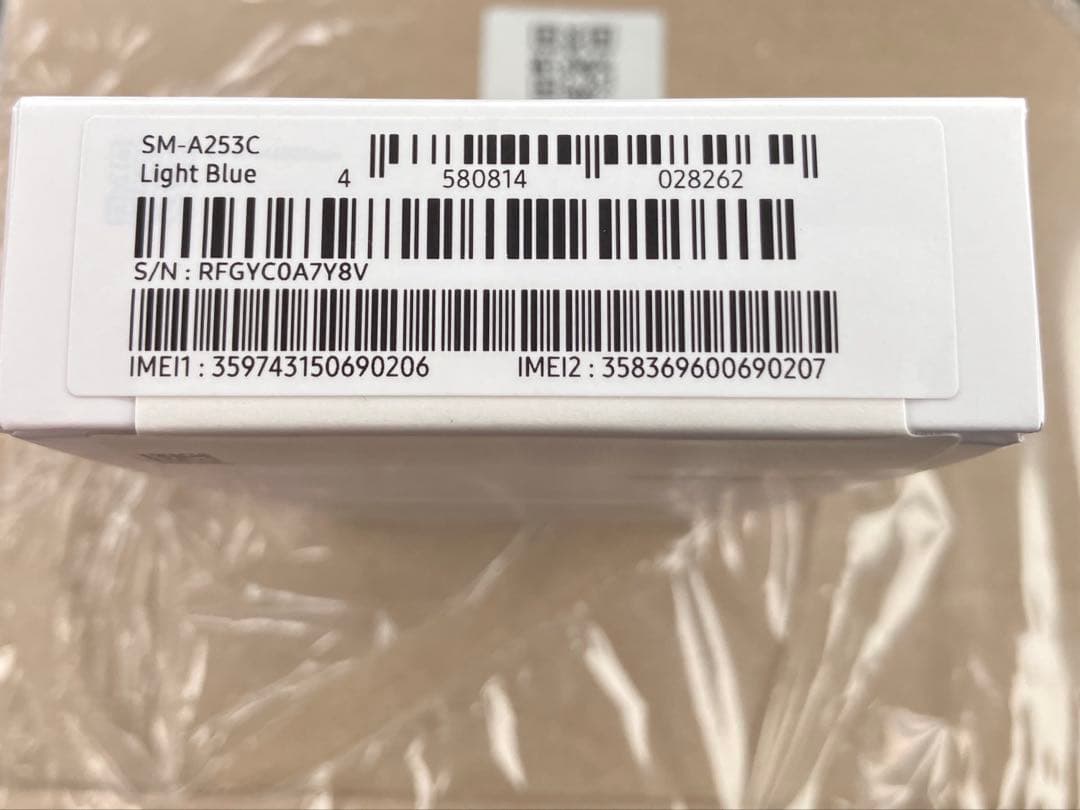 SM-A253C
Light Blue
4 580814 028262
S/N : RFGYC0A7Y8V
IMEI1 : 359743150690206 IMEI2 : 358369600690207